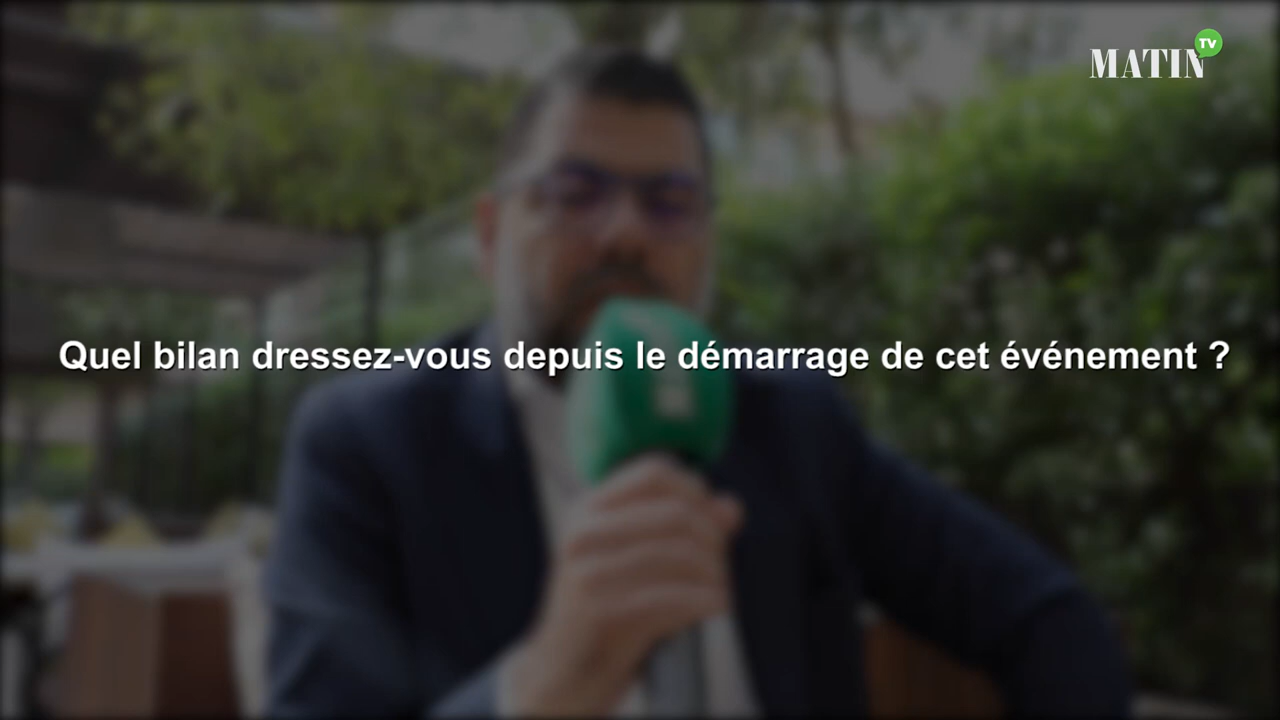 TV
MATIN
Quel bilan dressez-vous depuis le démarrage de cet événement ?